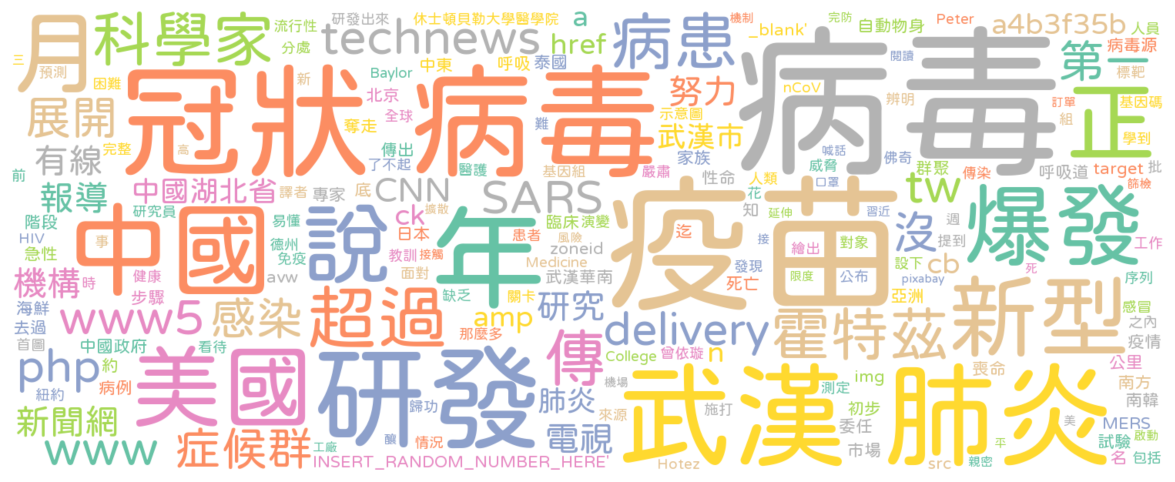 月
科學家
流行性
分處
三
預測
困難
新
研發出來
休士頓貝勒大學醫學院
technews
中東
呼吸
a
href
泰國
_blank'
機制
完防
自動物身
Peter
a4b3f35b
人員
閱讀
病毒源
標靶
第一
病患
病毒
nCoV
辨明
訂單
組
基因碼
學到
正
冠狀病毒
Baylor
北京
全球
奪走
努力
難
示意圖
武漢市
家族
展開
完整
有線
高
傳出
了不起
醫護
基因組
嚴肅
性命
人類
喊話
威脅
佛奇
群聚
傳染
呼吸道
target
批
篩檢
前
報導
中國湖北省
譯者
專家
底
CNN
SARS
口罩
花
知
延伸
習近
週
階段
研究員
HIV
急性
事
易懂
德州
免疫
擴散
ck
日本
教訓
接觸
面對
患者
臨床演變
風險
Medicine
zoneid
武漢華南
迄
接
繪出
對象
發現
死亡
限度
公布
沒
提到
設下
cb
pixabay
亞洲
死
工作
序列
爆發
tw
中國
說
年
疫苗
機構
時
健康
步驟
海鮮
去過
首圖
www5
感染
avw
超過
缺乏
關卡
amp
那麼多
研究
delivery
霍特茲
新型
感冒
之內
疫情
公里
中國政府
看待
php
約
紐約
病例
美國
研發
傳
College
曾依璇
n
機場
肺炎
歸功
來源
施打
測定
img
初步
委任
喪命
南方
南韓
新聞網
www
症候群
工廠
醣
情況
電視
INSERT_RANDOM_NUMBER_HERE'
武漢
Hotez
市場
肺炎
src
親密
平
美
MERS
啟動
試驗
名
包括